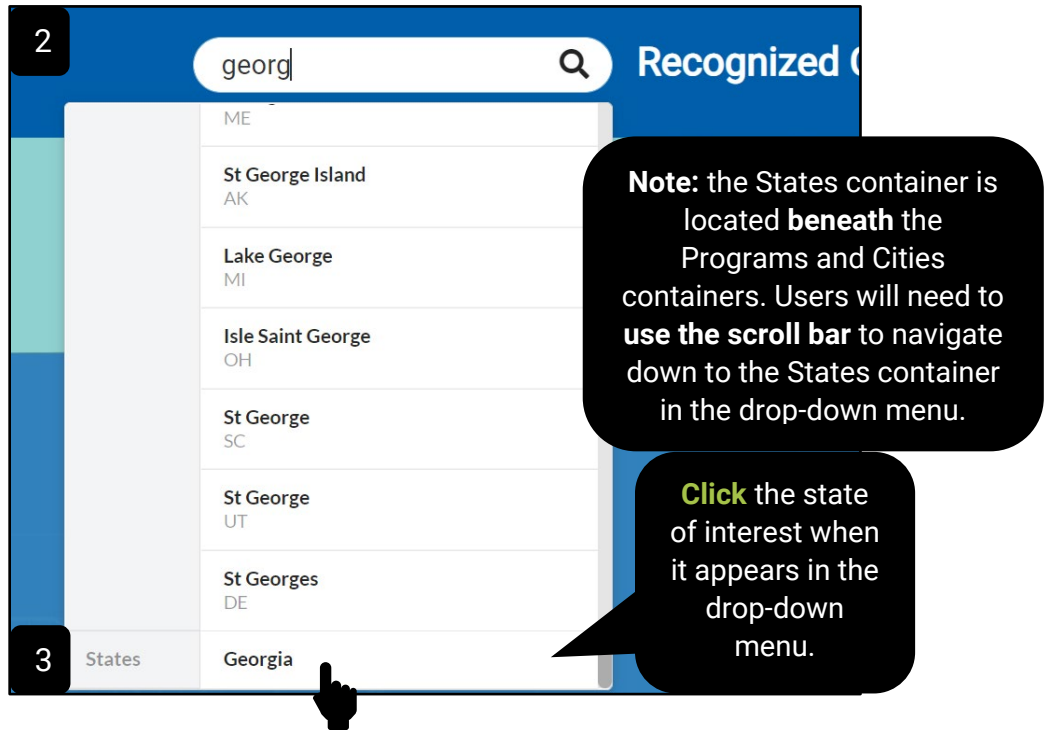 2
georg
Recognized
ME
St George Island
AK
Lake George
MI
Isle Saint George
OH
St George
SC
St George
UT
St Georges
DE
3
States
Georgia
Note: the States container is
located beneath the
Programs and Cities
containers. Users will need to
use the scroll bar to navigate
down to the States container
in the drop-down menu.
Click the state
of interest when
it appears in the
drop-down
menu.